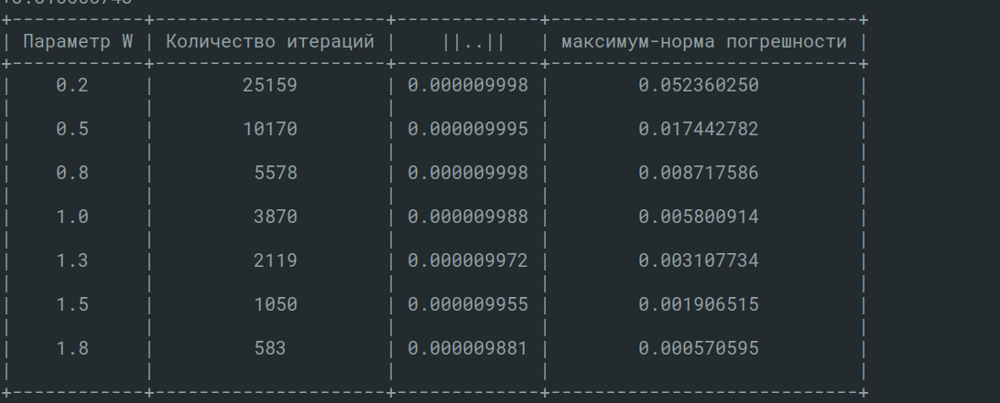 +------------+---------------------+-------------+---------------------------+
| Параметр W | Количество итераций |    ||..||   | максимум-норма погрешности |
+------------+---------------------+-------------+---------------------------+
|    0.2     |        25159        | 0.000009998 |        0.052360250        |
|    0.5     |        10170        | 0.000009995 |        0.017442782        |
|    0.8     |         5578        | 0.000009998 |        0.008717586        |
|    1.0     |         3870        | 0.000009988 |        0.005800914        |
|    1.3     |         2119        | 0.000009972 |        0.003107734        |
|    1.5     |         1050        | 0.000009955 |        0.001906515        |
|    1.8     |         583         | 0.000009881 |        0.000570595        |
+------------+---------------------+-------------+---------------------------+